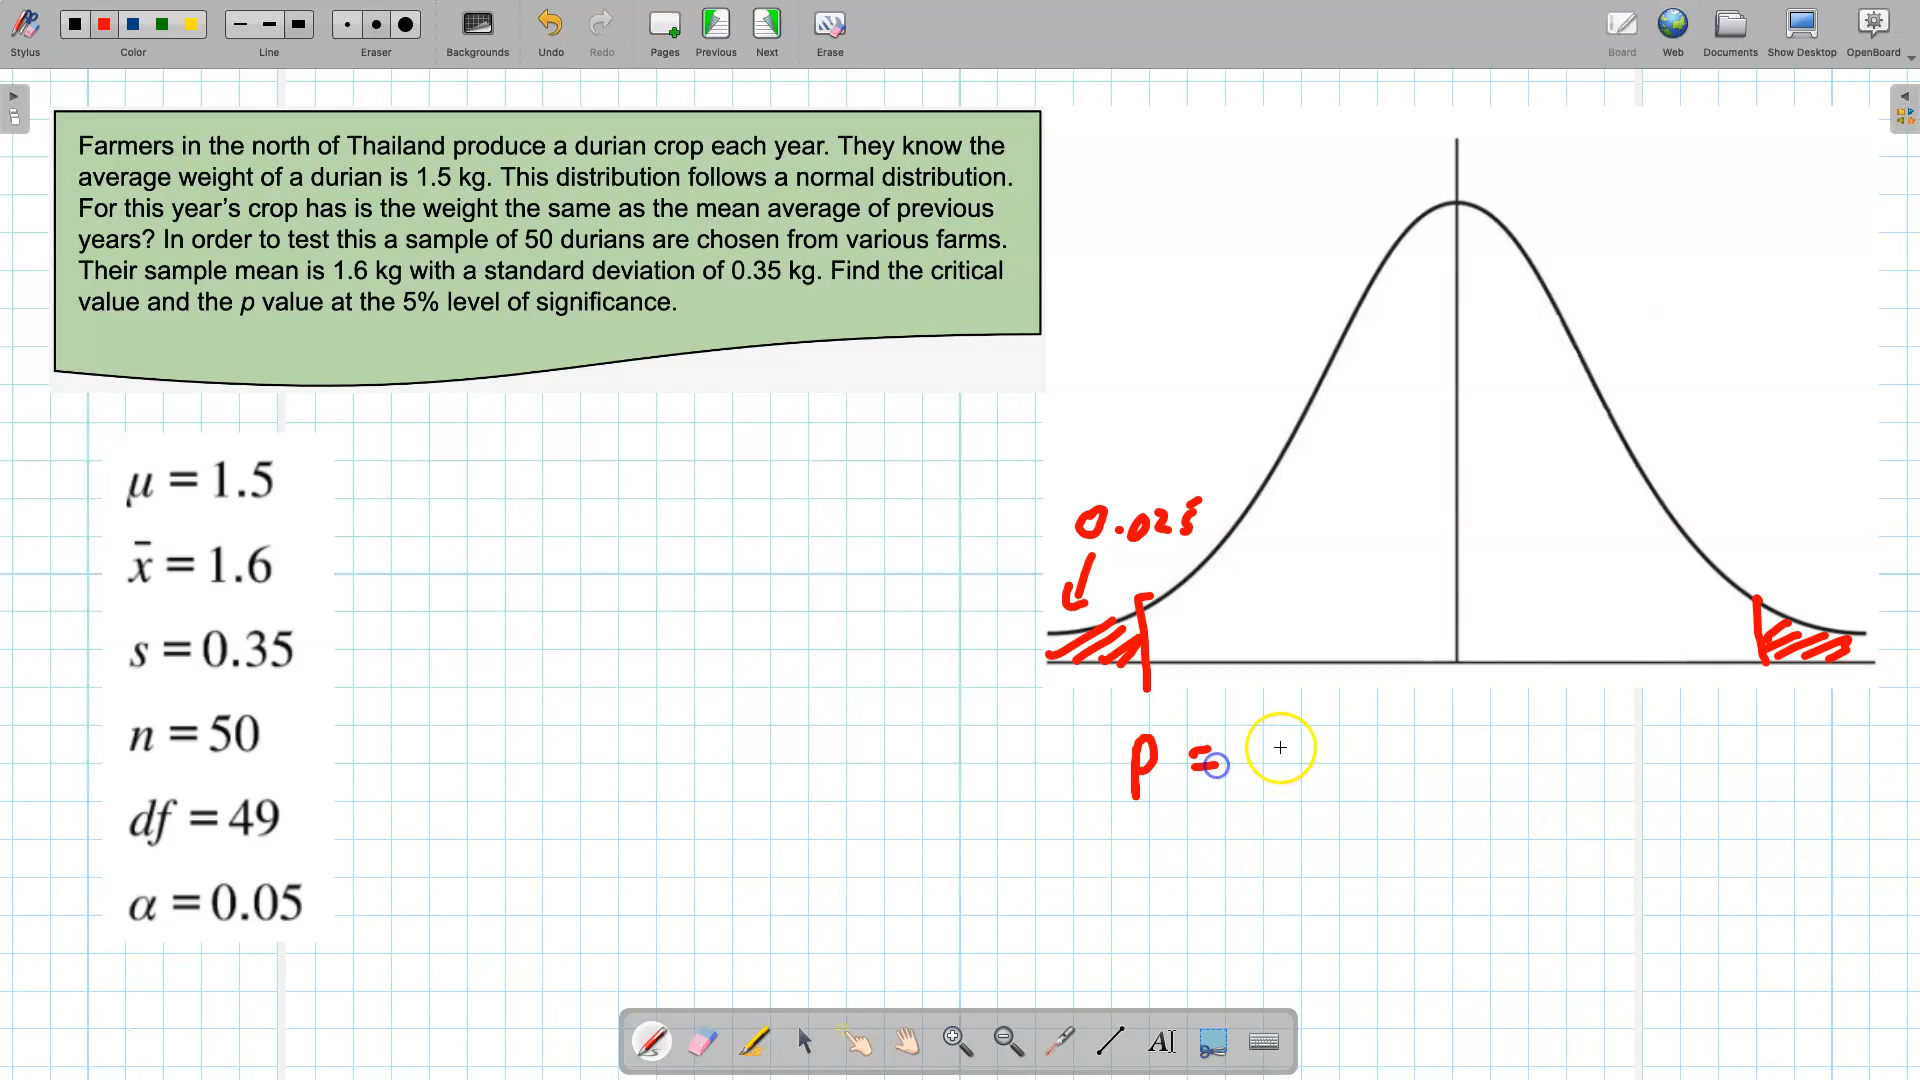 Stylus
Color
Line
Eraser
Backgrounds
Undo
Redo
Pages
Previous
Next
Erase
Board
Web
Documents
Show Desktop
OpenBoard
Farmers in the north of Thailand produce a durian crop each year. They know the
average weight of a durian is 1.5 kg. This distribution follows a normal distribution.
For this year’s crop has is the weight the same as the mean average of previous
years? In order to test this a sample of 50 durians are chosen from various farms.
Their sample mean is 1.6 kg with a standard deviation of 0.35 kg. Find the critical
value and the p value at the 5% level of significance.
μ = 1.5
x̄ = 1.6
s = 0.35
n = 50
df = 49
α = 0.05
0.025
P =
AI